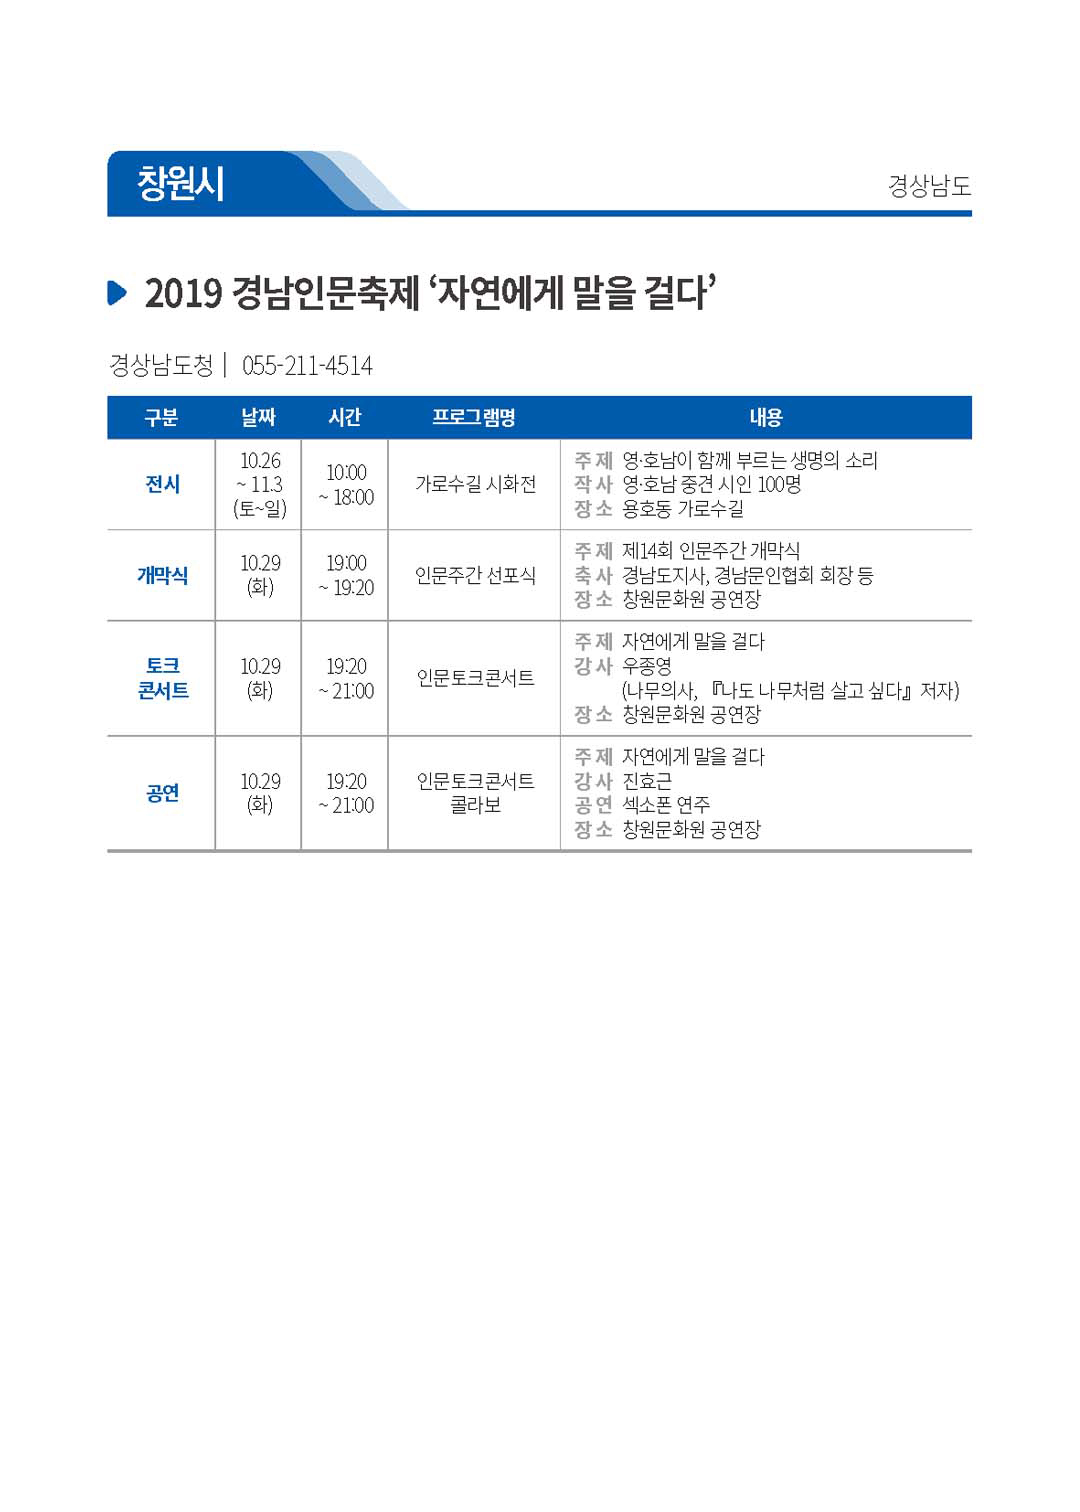 창원시
경상남도
2019 경남인문축제 ‘자연에게 말을 걸다’
경상남도청│ 055-211-4514
구분 날짜 시간 프로그램명 내용
전시
10.26
~ 11.3
(토~일)
10:00
~ 18:00
가로수길 시화전
주제 영·호남이 함께 부르는 생명의 소리
작사 영·호남 중견 시인 100명
장소 용호동 가로수길
개막식
10.29
(화)
19:00
~ 19:20
인문주간 선포식
주제 제14회 인문주간 개막식
축사 경남도지사, 경남문인협회 회장 등
장소 창원문화원 공연장
토크
콘서트
10.29
(화)
19:20
~ 21:00
인문토크콘서트
주제 자연에게 말을 걸다
강사 우종영
(나무의사, 『나도 나무처럼 살고 싶다』 저자)
장소 창원문화원 공연장
공연
10.29
(화)
19:20
~ 21:00
인문토크콘서트
콜라보
주제 자연에게 말을 걸다
강사 진효근
공연 섹소폰 연주
장소 창원문화원 공연장